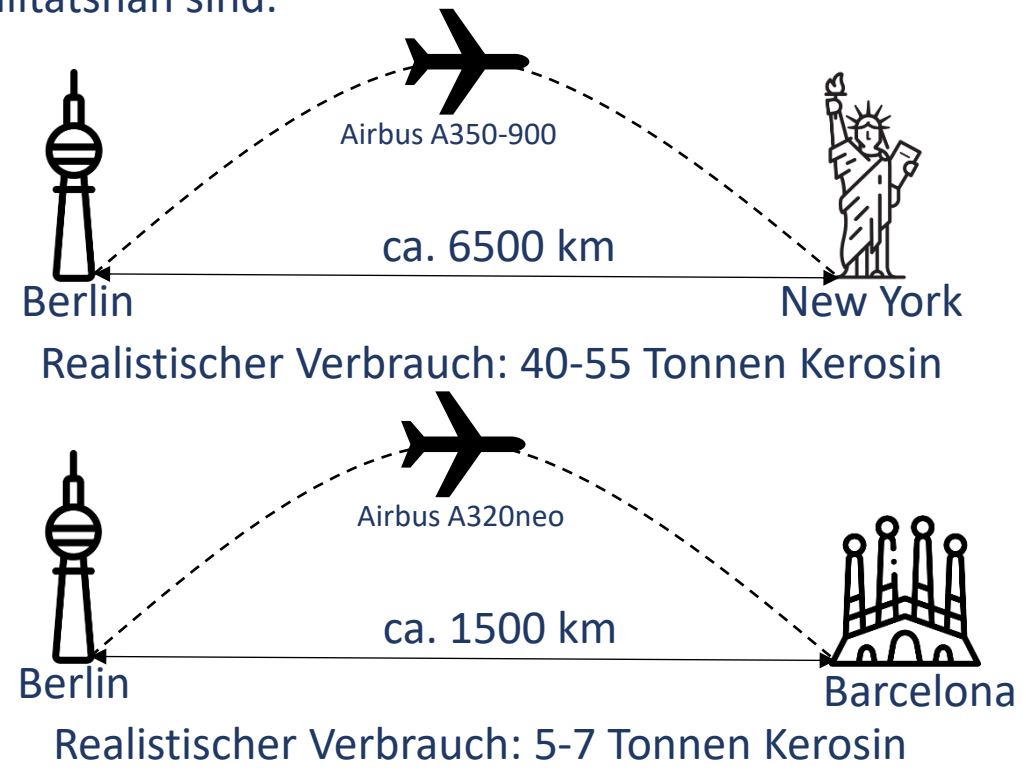 Airbus A350-900
ca. 6500 km
Berlin
New York
Realistischer Verbrauch: 40-55 Tonnen Kerosin
Airbus A320neo
ca. 1500 km
Berlin
Barcelona
Realistischer Verbrauch: 5-7 Tonnen Kerosin